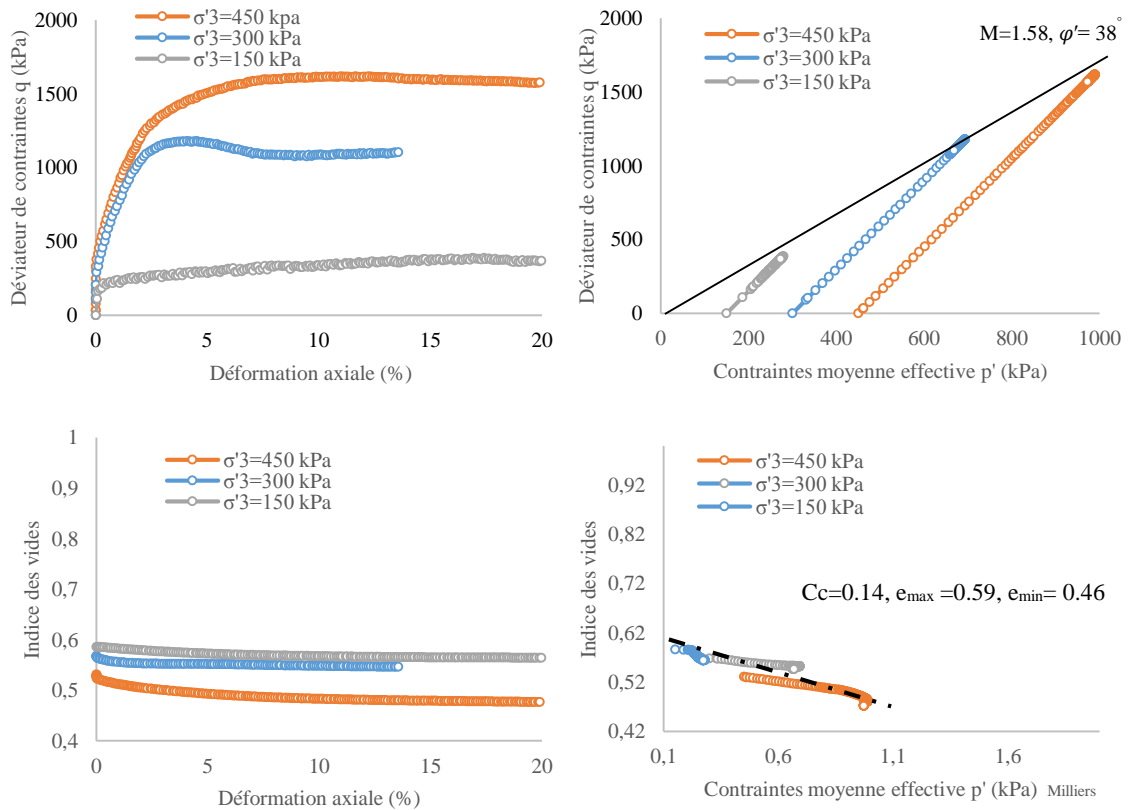 σ'3=450 kpa
σ'3=300 kPa
σ'3=150 kPa
2000
1500
1000
500
0
0 5 10 15 20
Déviateur de contraintes q (kPa)
Déformation axiale (%)
σ'3=450 kPa
σ'3=300 kPa
σ'3=150 kPa
M=1.58, φ'= 38°
2000
1500
1000
500
0
200 400 600 800 1000
Déviateur de contraintes q (kPa)
Contraintes moyenne effective p' (kPa)
σ'3=450 kPa
σ'3=300 kPa
σ'3=150 kPa
1
0,9
0,8
0,7
0,6
0,5
0,4
0 5 10 15 20
Indice des vides
Déformation axiale (%)
σ'3=450 kPa
σ'3=300 kPa
σ'3=150 kPa
Cc=0.14, emax =0.59, emin= 0.46
0,92
0,82
0,72
0,62
0,52
0,42
0,1 0,6 1,1 1,6
Indice des vides
Contraintes moyenne effective p' (kPa) Milliers